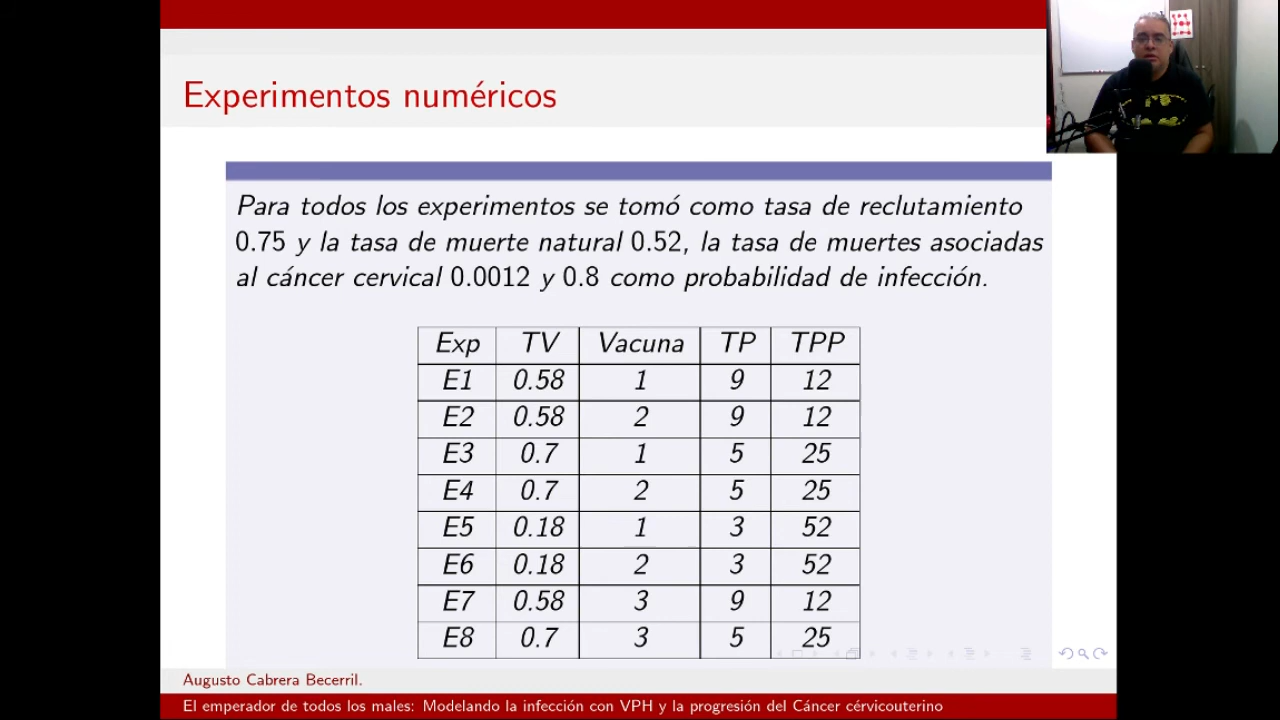 Experimentos numéricos
Para todos los experimentos se tomó como tasa de reclutamiento
0.75 y la tasa de muerte natural 0.52, la tasa de muertes asociadas
al cáncer cervical 0.0012 y 0.8 como probabilidad de infección.
Exp TV Vacuna TP TPP
E1 0.58 1 9 12
E2 0.58 2 9 12
E3 0.7 1 5 25
E4 0.7 2 5 25
E5 0.18 1 3 52
E6 0.18 2 3 52
E7 0.58 3 9 12
E8 0.7 3 5 25
Augusto Cabrera Becerril.
El emperador de todos los males: Modelando la infección con VPH y la progresión del Cáncer cérvicouterino